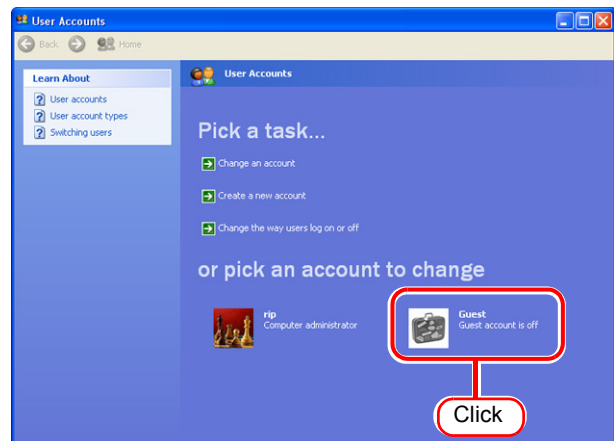 User Accounts
Back
Home
Learn About
User accounts
User account types
Switching users
User Accounts
Pick a task...
Change an account
Create a new account
Change the way users log on or off
or pick an account to change
rip
Computer administrator
Guest
Guest account is off
Click